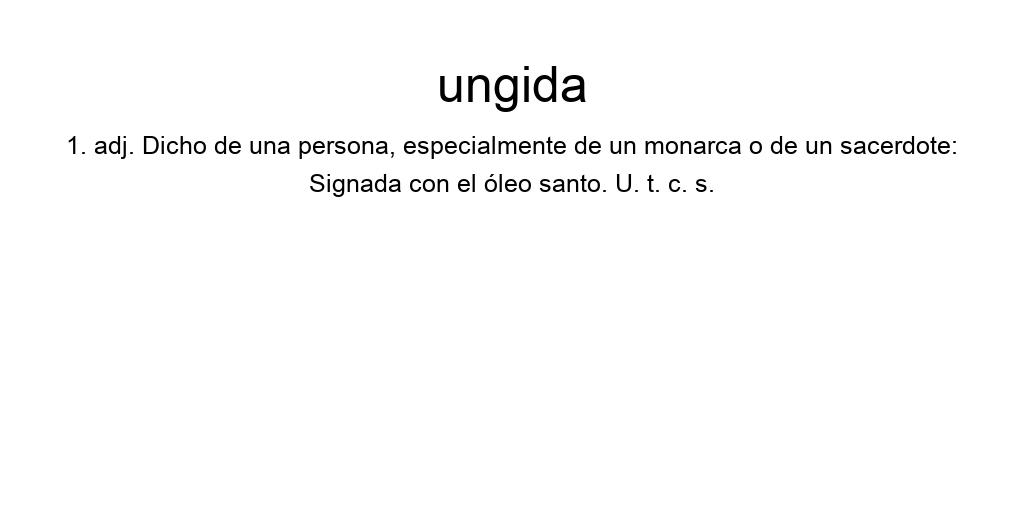 ungida
1. adj. Dicho de una persona, especialmente de un monarca o de un sacerdote:
Signada con el óleo santo. U. t. c. s.